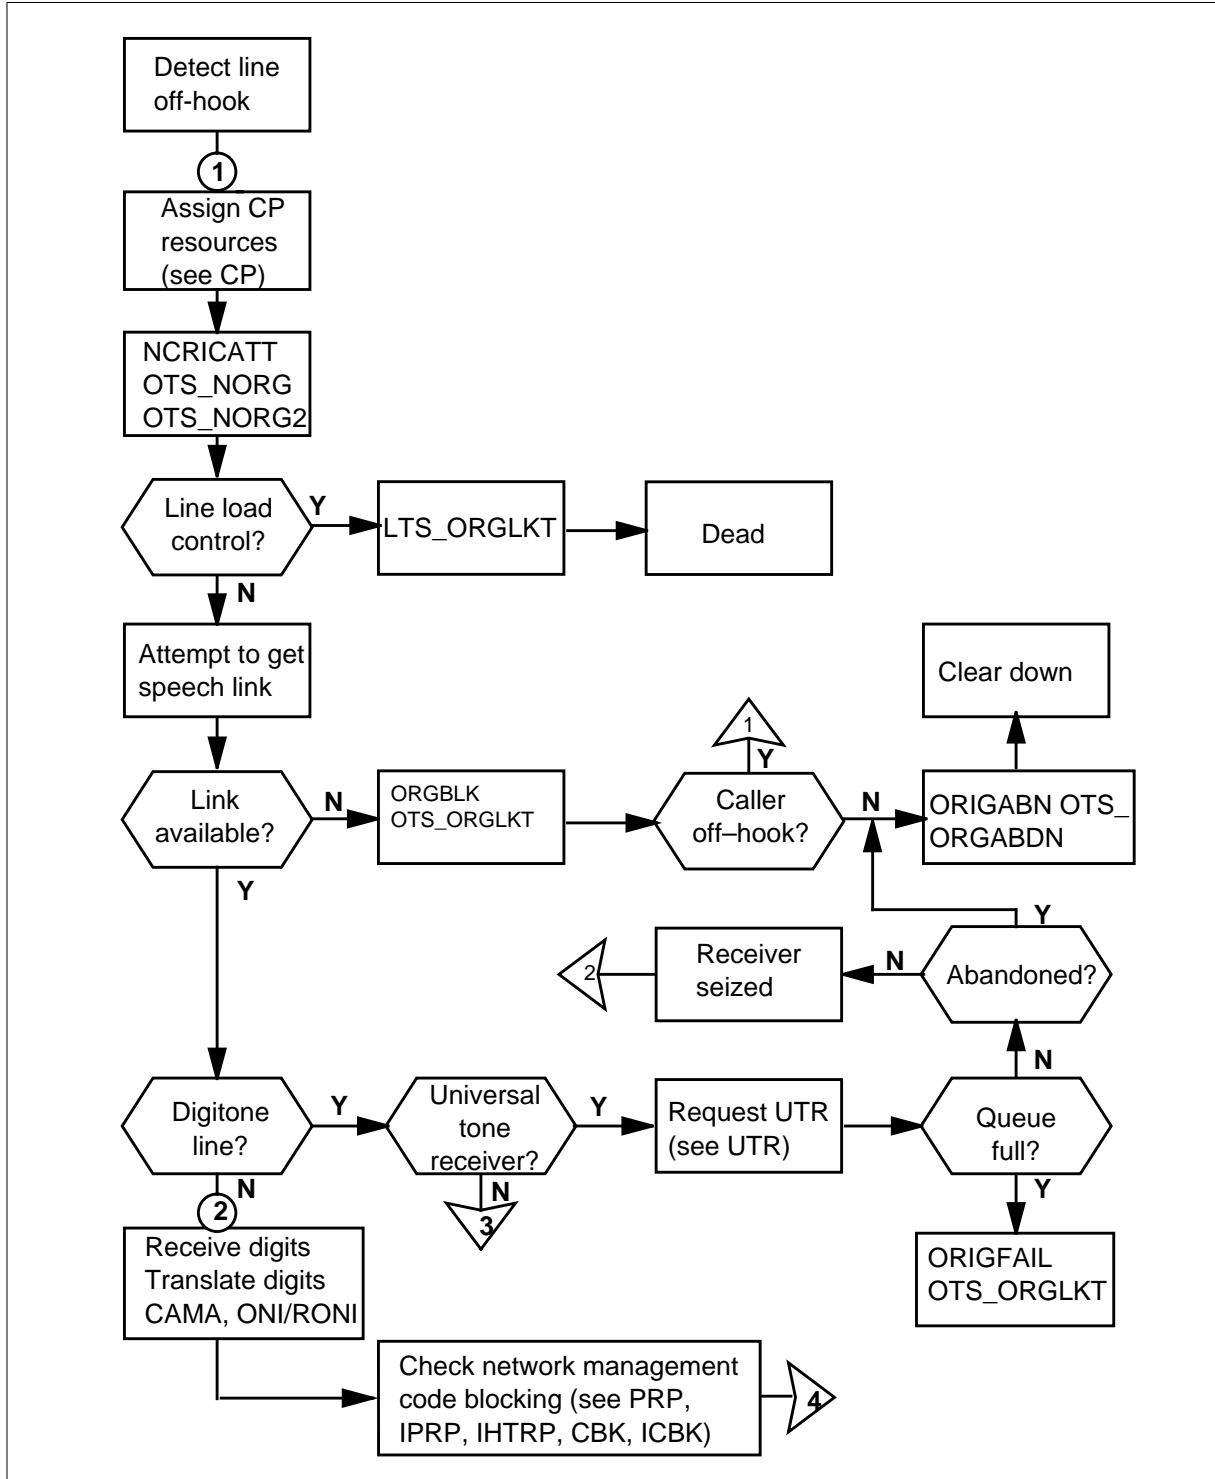 Detect line
off-hook
1
Assign CP
resources
(see CP)
NCRICATT
OTS_NORG
OTS_NORG2
Line load
control?
Y
LTS_ORGLKT
Dead
N
Attempt to get
speech link
Clear down
1
Y
Link
available?
N
ORGBLK
OTS_ORGLKT
Caller
off–hook?
N
ORIGABN OTS_
ORGABDN
Y
Y
Receiver
seized
2
N
Abandoned?
N
Digitone
line?
Y
Universal
tone
receiver?
Y
Request UTR
(see UTR)
Queue
full?
N
N
Y
2
3
Receive digits
Translate digits
CAMA, ONI/RONI
ORIGFAIL
OTS_ORGLKT
Check network management
code blocking (see PRP,
IPRP, IHTRP, CBK, ICBK)
4